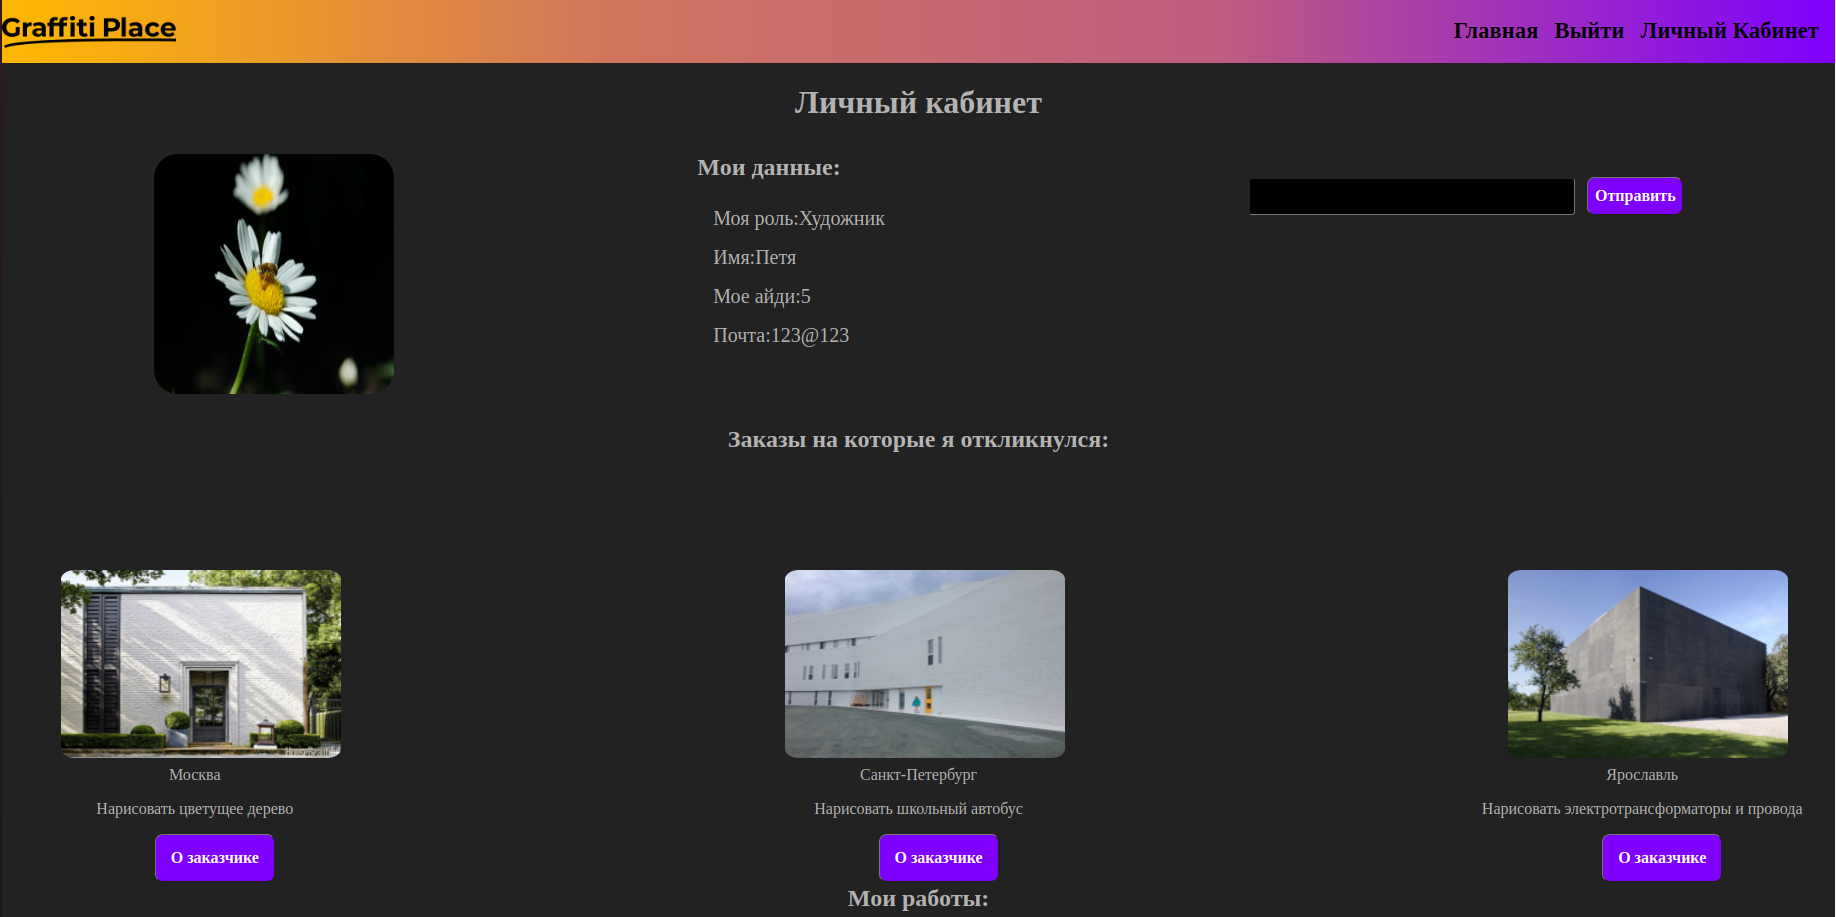 Graffiti Place
Главная Выйти Личный Кабинет
Личный кабинет
Мои данные:
Отправить
Моя роль:Художник
Имя:Петя
Мое айди:5
Почта:123@123
Заказы на которые я откликнулся:
Москва
Санкт-Петербург
Ярославль
Нарисовать цветущее дерево
Нарисовать школьный автобус
Нарисовать электротрансформаторы и провода
О заказчике
О заказчике
О заказчике
Мои работы: